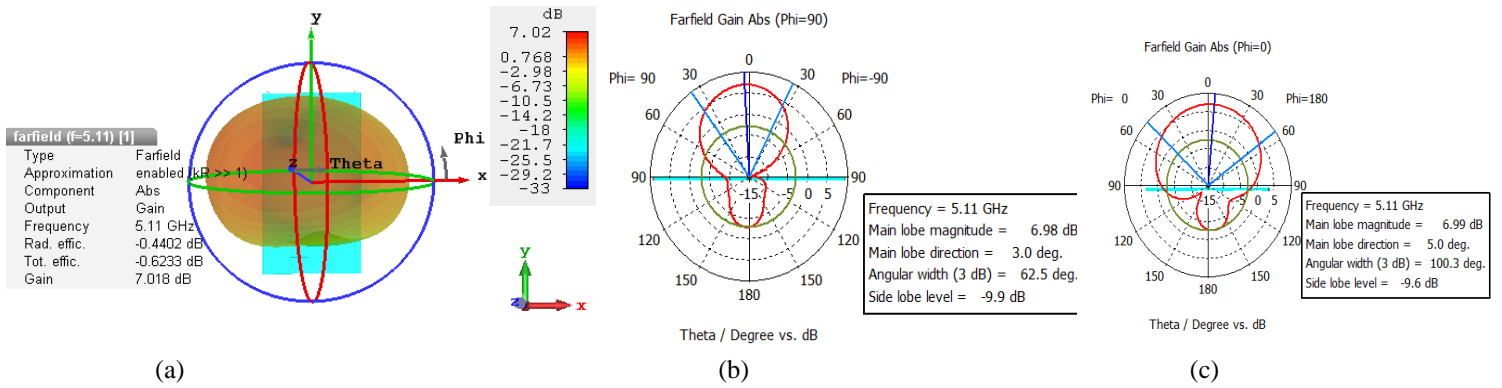 y
dB
7.02
0.768
-2.98
-6.73
-10.5
-14.2
-18
-21.7
-25.5
-29.2
-33
Phi
z
Theta
x
farfield (f=5.11) [1]
Type Farfield
Approximation enabled (kR >> 1)
Component Abs
Output Gain
Frequency 5.11 GHz
Rad. effic. -0.4402 dB
Tot. effic. -0.6233 dB
Gain 7.018 dB
y
z
x
(a)
Farfield Gain Abs (Phi=90)
0
Phi= 90 30 30 Phi=-90
60 60
90 -15 -5 0 5 90
120 120
150 150
180
Frequency = 5.11 GHz
Main lobe magnitude = 6.98 dB
Main lobe direction = 3.0 deg.
Angular width (3 dB) = 62.5 deg.
Side lobe level = -9.9 dB
Theta / Degree vs. dB
(b)
Farfield Gain Abs (Phi=0)
0
Phi= 0 30 30 Phi=180
60 60
90 -15 -5 0 5 90
120 120
150 150
180
Frequency = 5.11 GHz
Main lobe magnitude = 6.99 dB
Main lobe direction = 5.0 deg.
Angular width (3 dB) = 100.3 deg.
Side lobe level = -9.6 dB
Theta / Degree vs. dB
(c)